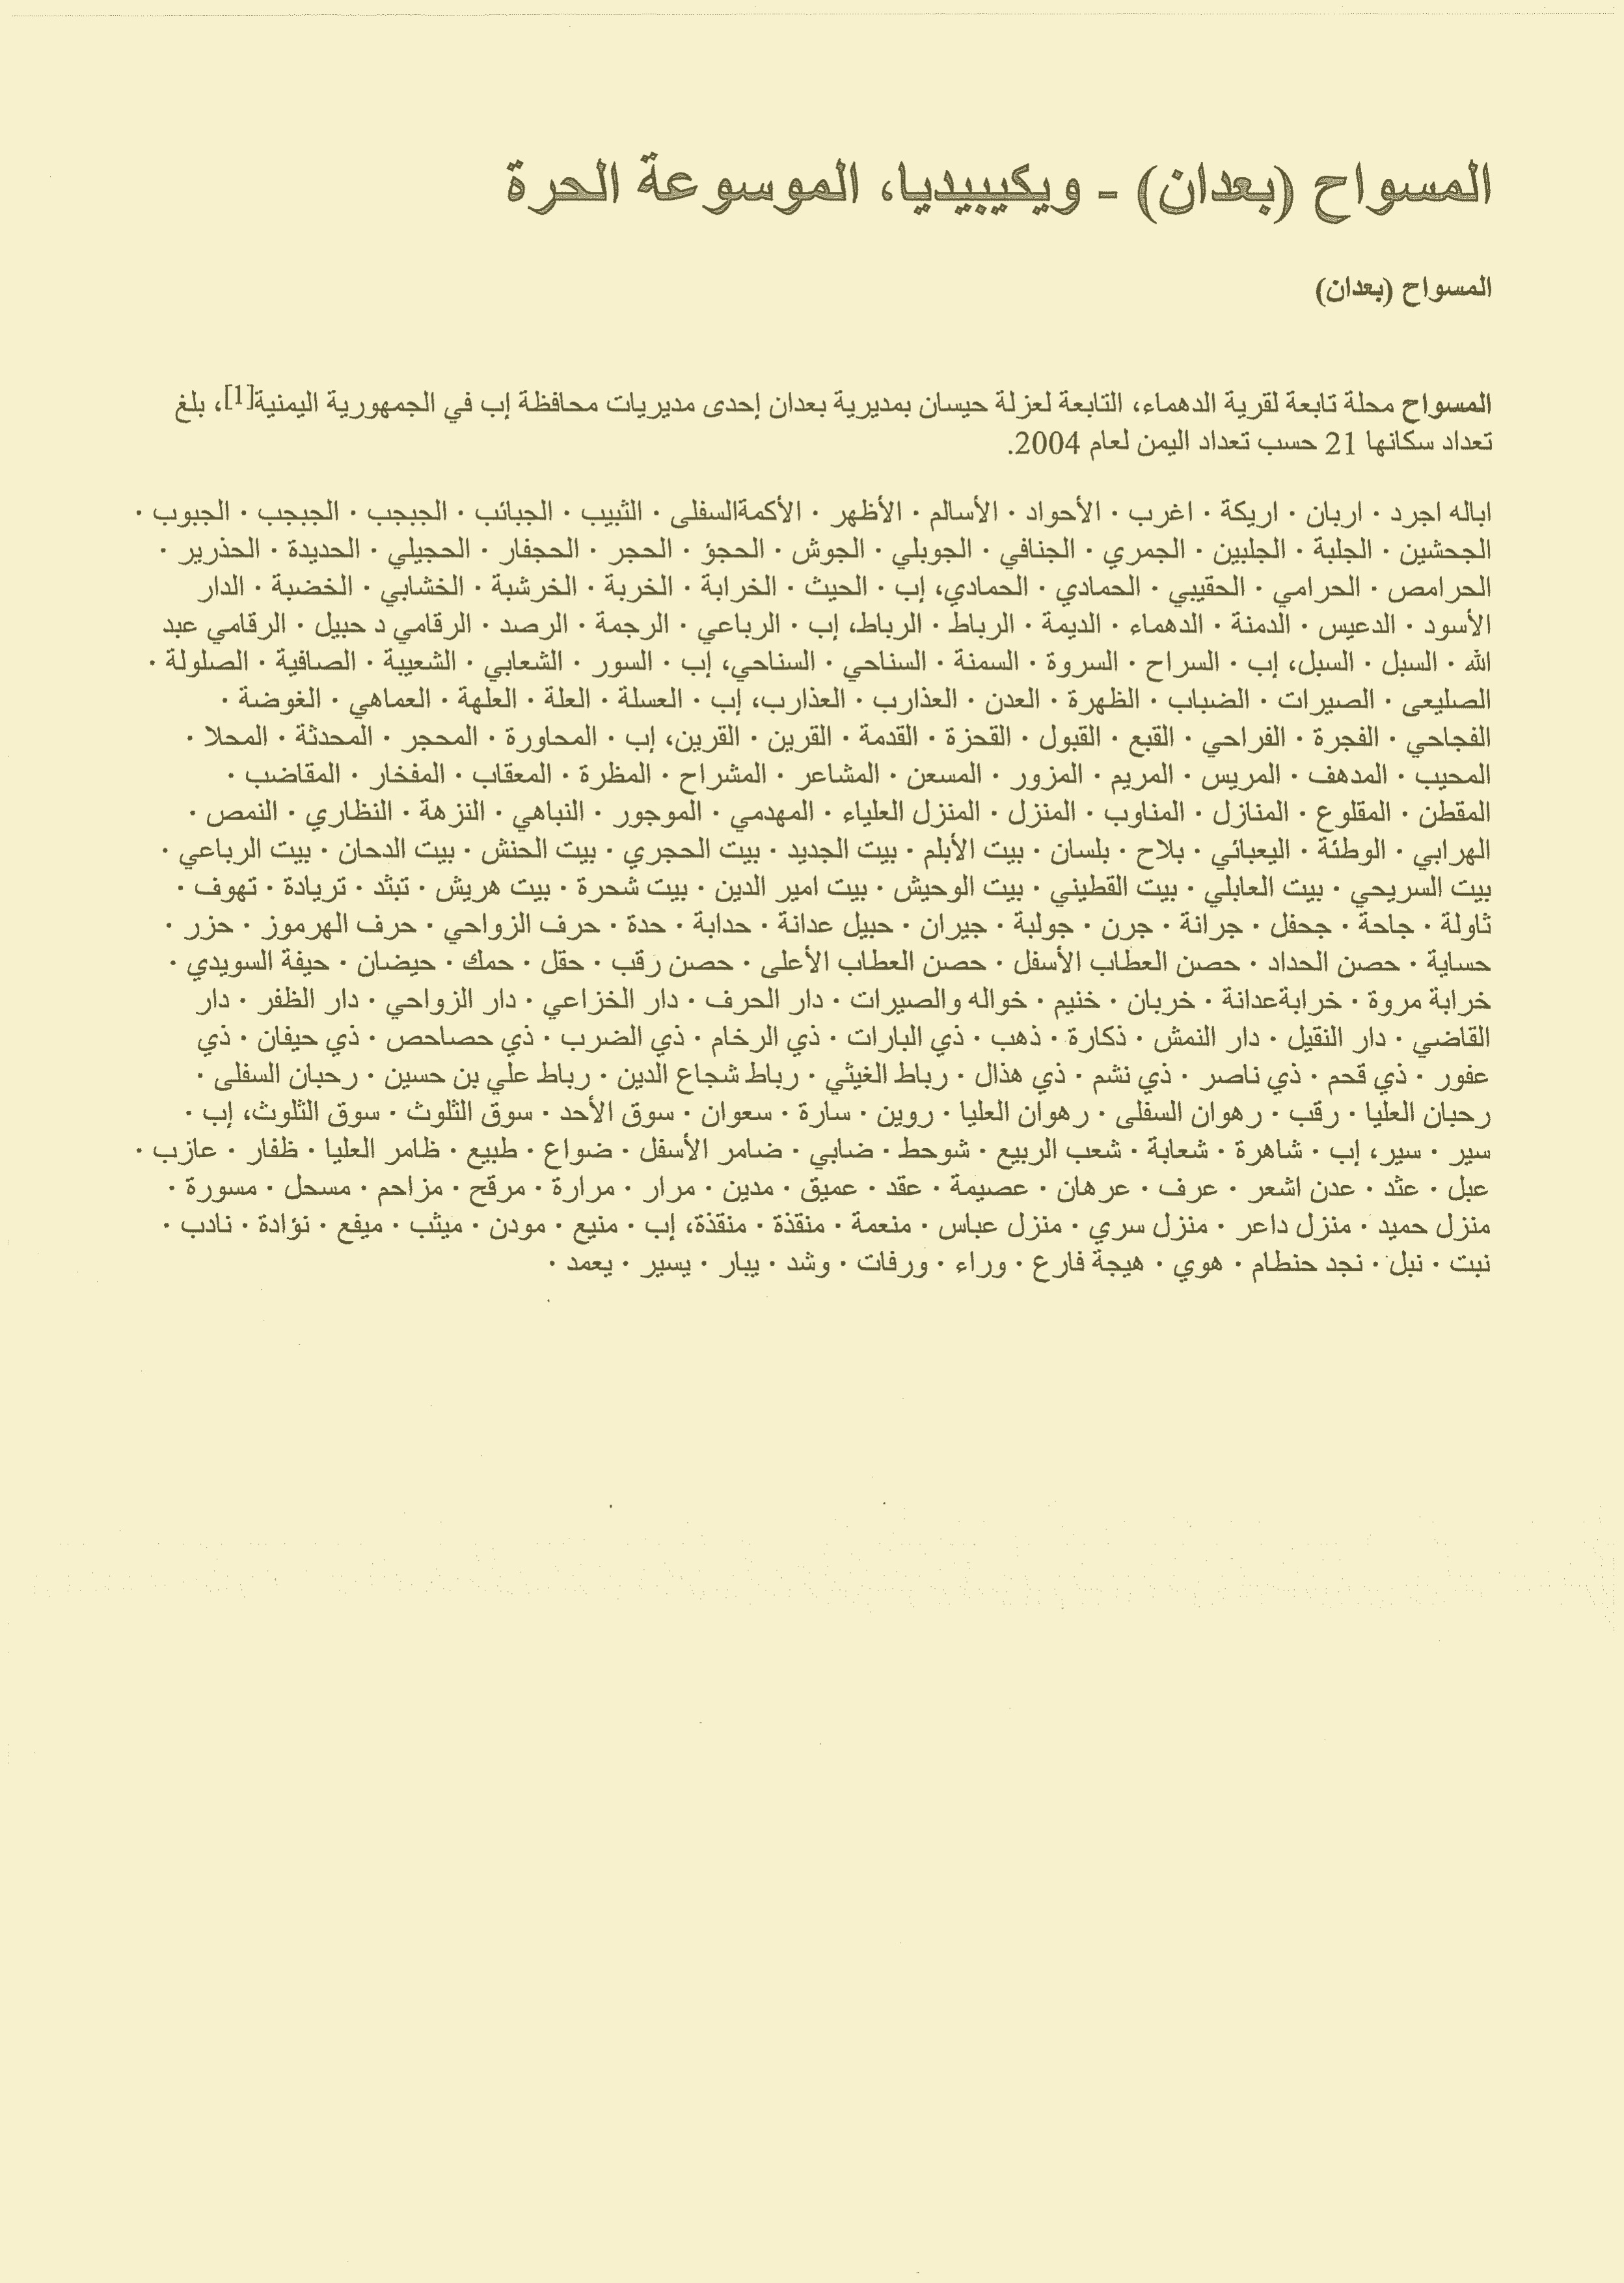 المسواح (بعدان) - ويكيبيديا، الموسوعة الحرة
المسواح (بعدان)
المسواح محلة تابعة لقرية الدهماء، التابعة لعزلة حيسان بمديرية بعدان إحدى مديريات محافظة إب في الجمهورية اليمنية[1]، بلغ
تعداد سكانها 21 حسب تعداد اليمن لعام 2004.
اباله اجرد · اربان · اريكة · اغرب · الأحواد · الأسالم · الأظهر · الأكمةالسفلى · الثبيب · الجبائب · الجبجب · الجبجب · الجبوب ·
الجحشين · الجلبة · الجلبين · الجمري · الجنافي · الجوبلي · الجوش · الحجؤ · الحجر · الحجفار · الحجيلي · الحديدة · الحذرير ·
الحرامص · الحرامي · الحقيبي · الحمادي · الحمادي، إب · الحيث · الخرابة · الخربة · الخرشبة · الخشابي · الخضبة · الدار
الأسود · الدعيس · الدمنة · الدهماء · الديمة · الرباط · الرباط، إب · الرباعي · الرجمة · الرصد · الرقامي د حبيل · الرقامي عبد
الله · السبل · السبل، إب · السراح · السروة · السمنة · السناحي · السناحي، إب · السور · الشعابي · الشعيبة · الصافية · الصلولة ·
الصليعى · الصيرات · الضباب · الظهرة · العدن · العذارب · العذارب، إب · العسلة · العلة · العلهة · العماهي · الغوضة ·
الفجاحي · الفجرة · الفراحي · القبع · القبول · القحزة · القدمة · القرين · القرين، إب · المحاورة · المحجر · المحدثة · المحلا ·
المحيب · المدهف · المريس · المريم · المزور · المسعن · المشاعر · المشراح · المظرة · المعقاب · المفخار · المقاضب ·
المقطن · المقلوع · المنازل · المناوب · المنزل · المنزل العلياء · المهدمي · الموجور · النباهي · النزهة · النظاري · النمص ·
الهرابي · الوطئة · اليعبائي · بلاح · بلسان · بيت الأبلم · بيت الجديد · بيت الحجري · بيت الحنش · بيت الدحان · بيت الرباعي ·
بيت السريحي · بيت العابلي · بيت القطيني · بيت الوحيش · بيت امير الدين · بيت شحرة · بيت هريش · تبثد · تريادة · تهوف ·
ثاولة · جاحة · جحفل · جرانة · جرن · جولبة · جيران · حبيل عدانة · حدابة · حدة · حرف الزواحي · حرف الهرموز · حزر ·
حساية · حصن الحداد · حصن العطاب الأسفل · حصن العطاب الأعلى · حصن رقب · حقل · حمك · حيضان · حيفة السويدي ·
خرابة مروة · خرابةعدانة · خربان · خنيم · خواله والصيرات · دار الحرف · دار الخزاعي · دار الزواحي · دار الظفر · دار
القاضي · دار النقيل · دار النمش · ذكارة · ذهب · ذي البارات · ذي الرخام · ذي الضرب · ذي حصاحص · ذي حيفان · ذي
عفور · ذي قحم · ذي ناصر · ذي نشم · ذي هذال · رباط الغيثي · رباط شجاع الدين · رباط علي بن حسين · رحبان السفلى ·
رحبان العليا · رقب · رهوان السفلى · رهوان العليا · روين · سارة · سعوان · سوق الأحد · سوق الثلوث · سوق الثلوث، إب ·
سير · سير، إب · شاهرة · شعابة · شعب الربيع · شوحط · ضابي · ضامر الأسفل · ضواع · طبيع · ظامر العليا · ظفار · عازب ·
عبل · عثد · عدن اشعر · عرف · عرهان · عصيمة · عقد · عميق · مدين · مرار · مرارة · مرقح · مزاحم · مسحل · مسورة ·
منزل حميد · منزل داعر · منزل سري · منزل عباس · منعمة · منقذة · منقذة، إب · منيع · مودن · ميثب · ميفع · نؤادة · نادب ·
نبت · نبل · نجد حنطام · هوي · هيجة فارع · وراء · ورفات · وشد · يبار · يسير · يعمد ·